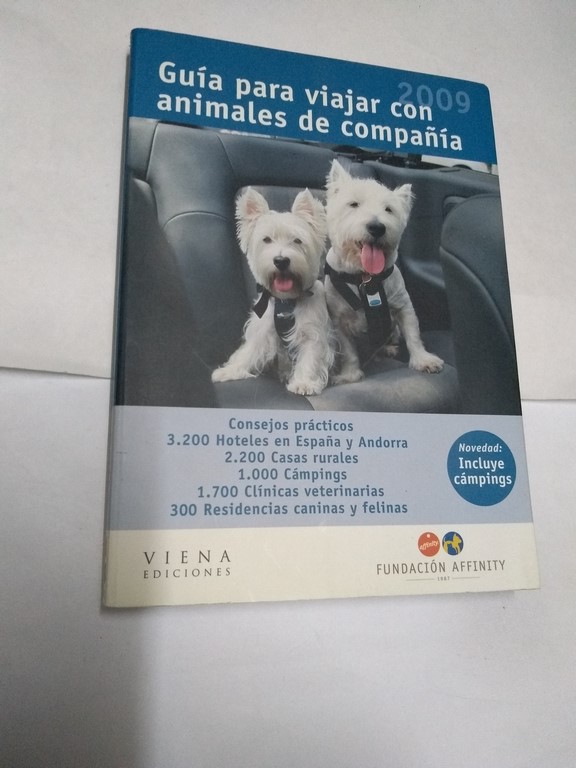 2009
Guía para viajar con
animales de compañía
Consejos prácticos
3.200 Hoteles en España y Andorra
2.200 Casas rurales
1.000 Cámpings
1.700 Clínicas veterinarias
300 Residencias caninas y felinas
Novedad:
Incluye
cámpings
VIENA
EDICIONES
Affinity
FUNDACIÓN AFFINITY
1987